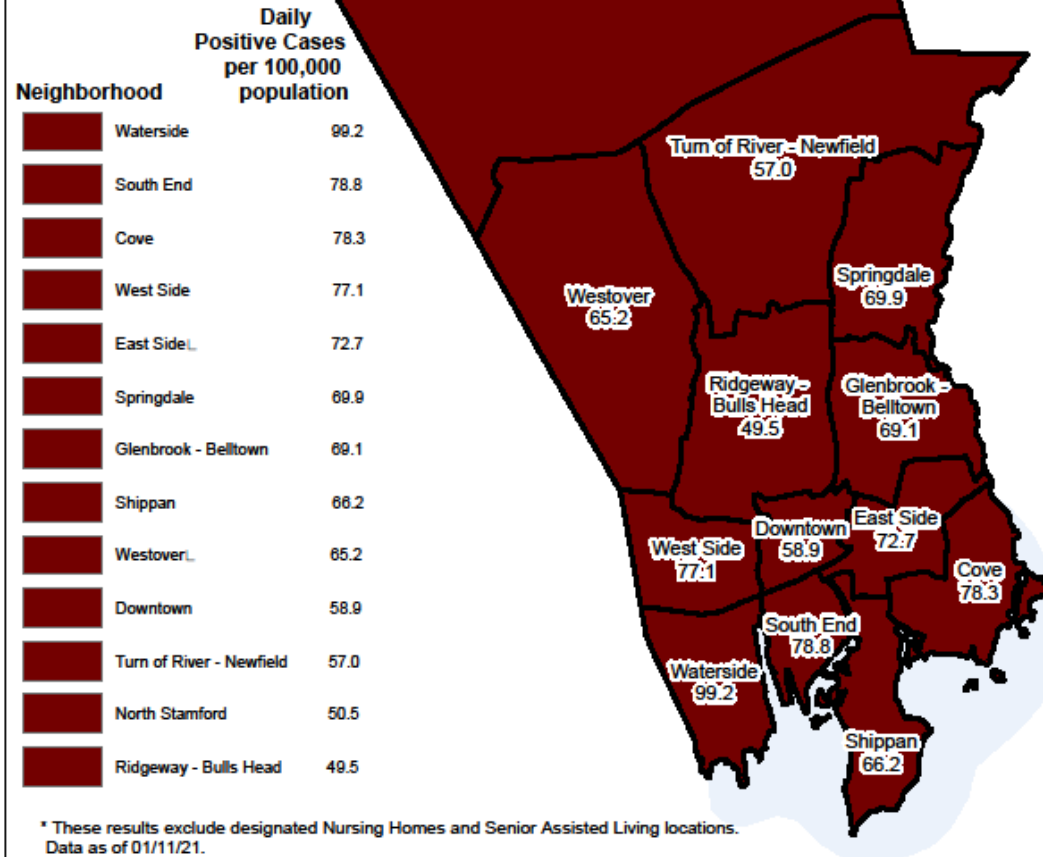 Daily
Positive Cases
per 100,000
Neighborhood population
Waterside 99.2
South End 78.8
Cove 78.3
West Side 77.1
East Side 72.7
Springdale 69.9
Glenbrook - Belltown 69.1
Shippan 66.2
Westover 65.2
Downtown 58.9
Turn of River - Newfield 57.0
North Stamford 50.5
Ridgeway - Bulls Head 49.5
* These results exclude designated Nursing Homes and Senior Assisted Living locations.
Data as of 01/11/21.
Turn of River - Newfield
57.0
Springdale
69.9
Westover
65.2
Ridgeway -
Bulls Head
49.5
Glenbrook -
Belltown
69.1
East Side
72.7
Downtown
58.9
West Side
77.1
Cove
78.3
South End
78.8
Waterside
99.2
Shippan
66.2